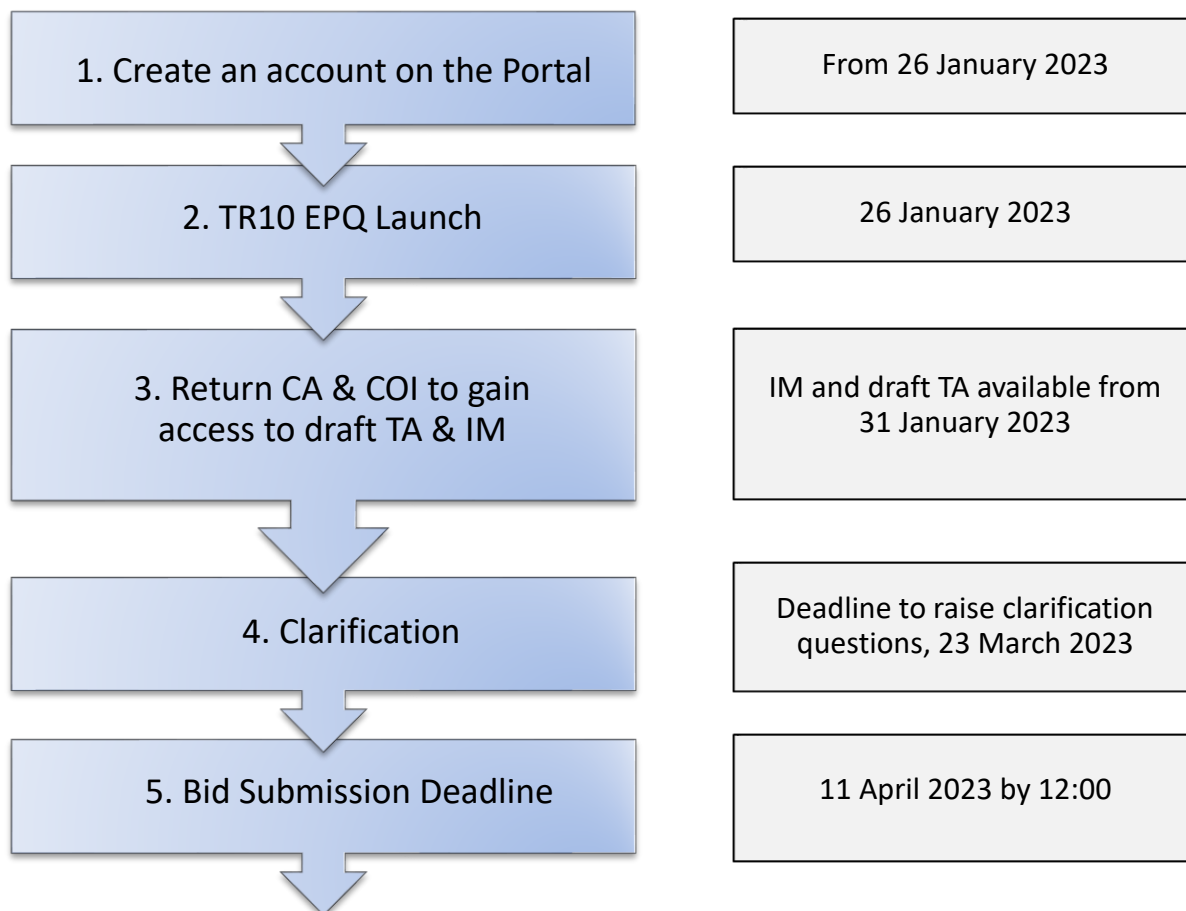 1. Create an account on the Portal
From 26 January 2023
2. TR10 EPQ Launch
26 January 2023
3. Return CA & COI to gain
access to draft TA & IM
IM and draft TA available from
31 January 2023
4. Clarification
Deadline to raise clarification
questions, 23 March 2023
5. Bid Submission Deadline
11 April 2023 by 12:00